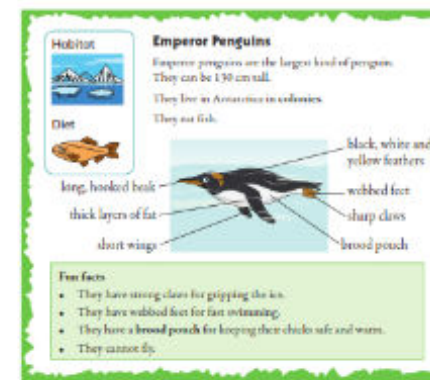 Habitat
Diet
Emperor Penguins
Emperor penguins are the largest kind of penguin.
They can be 130 cm tall.
They live in Antarctica in colonies.
They eat fish.
black, white and
yellow feathers
long, hooked beak
webbed feet
thick layers of fat
sharp claws
short wings
brood pouch
Fun facts
• They have strong claws for gripping the ice.
• They have webbed feet for fast swimming.
• They have a brood pouch for keeping their chicks safe and warm.
• They cannot fly.